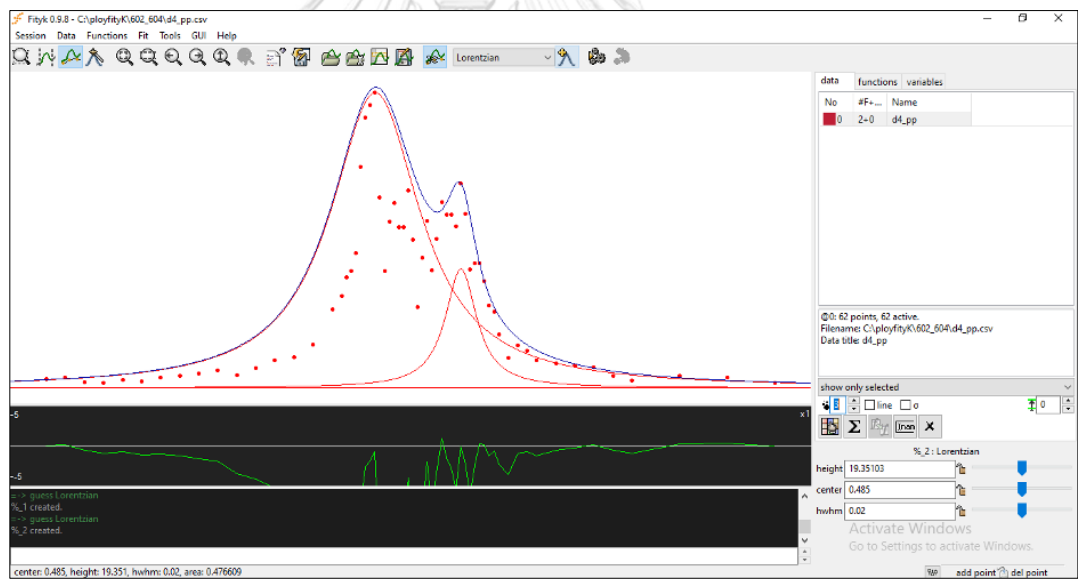 Fityk 0.9.8 - C:\ployfityK\602_604\d4_pp.csv
Session Data Functions Fit Tools GUI Help
Lorentzian
data functions variables
No #F+... Name
0 2+0 d4_pp
@0: 62 points, 62 active.
Filename: C:\ployfityK\602_604\d4_pp.csv
Data title: d4_pp
show only selected
3 line σ 0
%_2 : Lorentzian
height 19.35103
center 0.485
hwhm 0.02
-5
x1
-.5
=-> guess Lorentzian
%_1 created.
=-> guess Lorentzian
%_2 created.
Activate Windows
Go to Settings to activate Windows.
center: 0.485, height: 19.351, hwhm: 0.02, area: 0.476609
add point del point